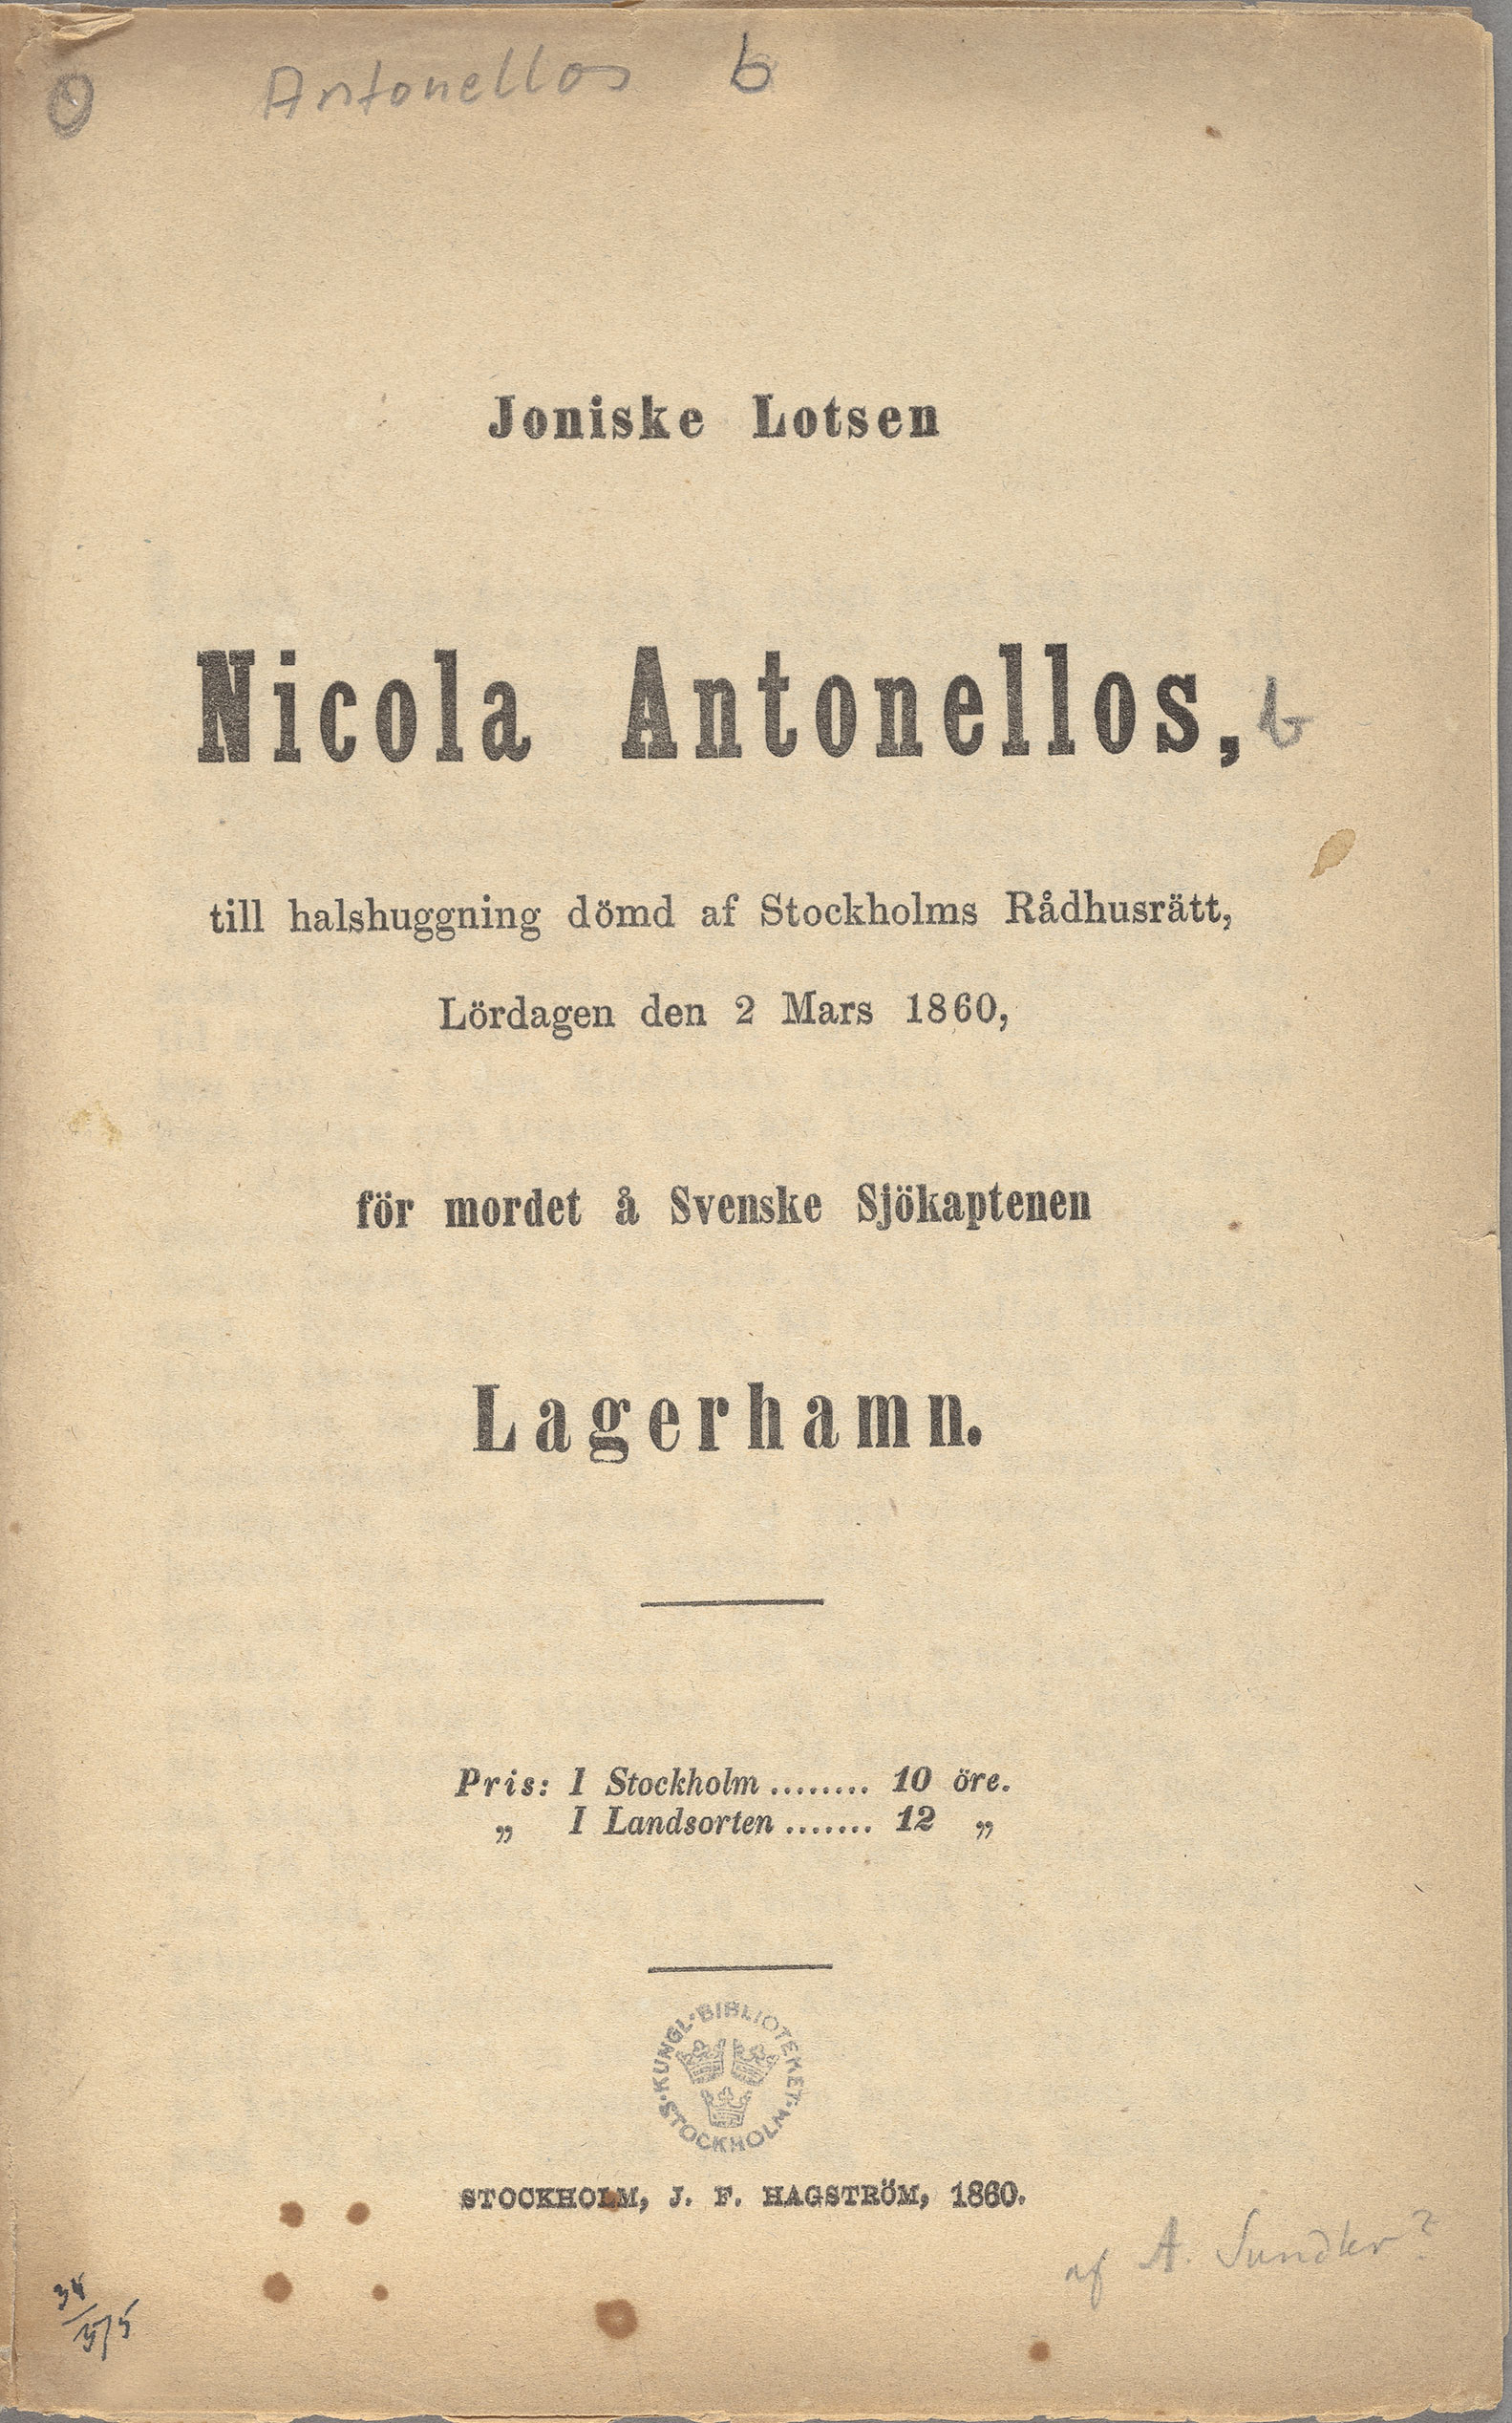 Antonellos b
Joniske Lotsen
Nicola Antonellos, b
till halshuggning dömd af Stockholms Rådhusrätt,
Lördagen den 2 Mars 1860,
för mordet å Svenske Sjökaptenen
Lagerhamn.
Pris: I Stockholm ........ 10 öre.
„ I Landsorten ....... 12 „
KUNGL. BIBLIOTEKET. STOCKHOLM.
STOCKHOLM, J. F. HAGSTRÖM, 1860.
af A. Sundler?
34